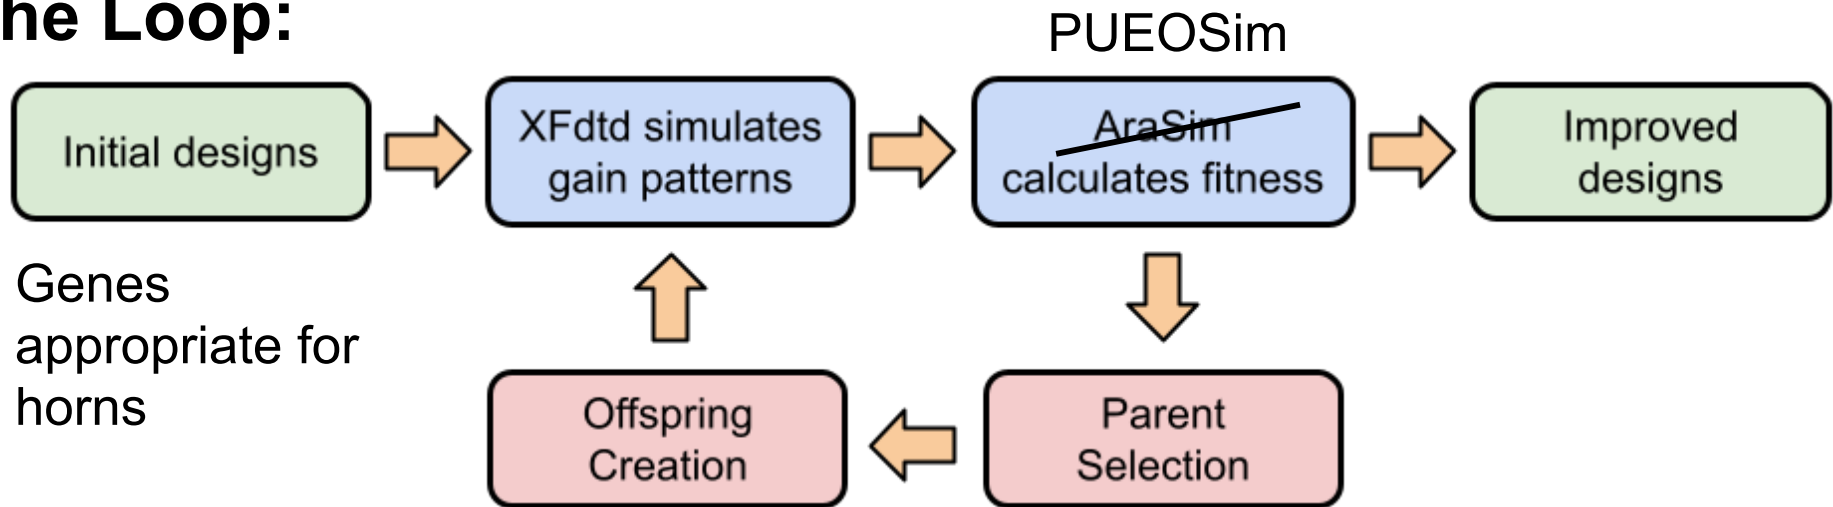 he Loop:
PUEOSim
Initial designs
XFdtd simulates
gain patterns
AraSim
calculates fitness
Improved
designs
Genes
appropriate for
horns
Offspring
Creation
Parent
Selection